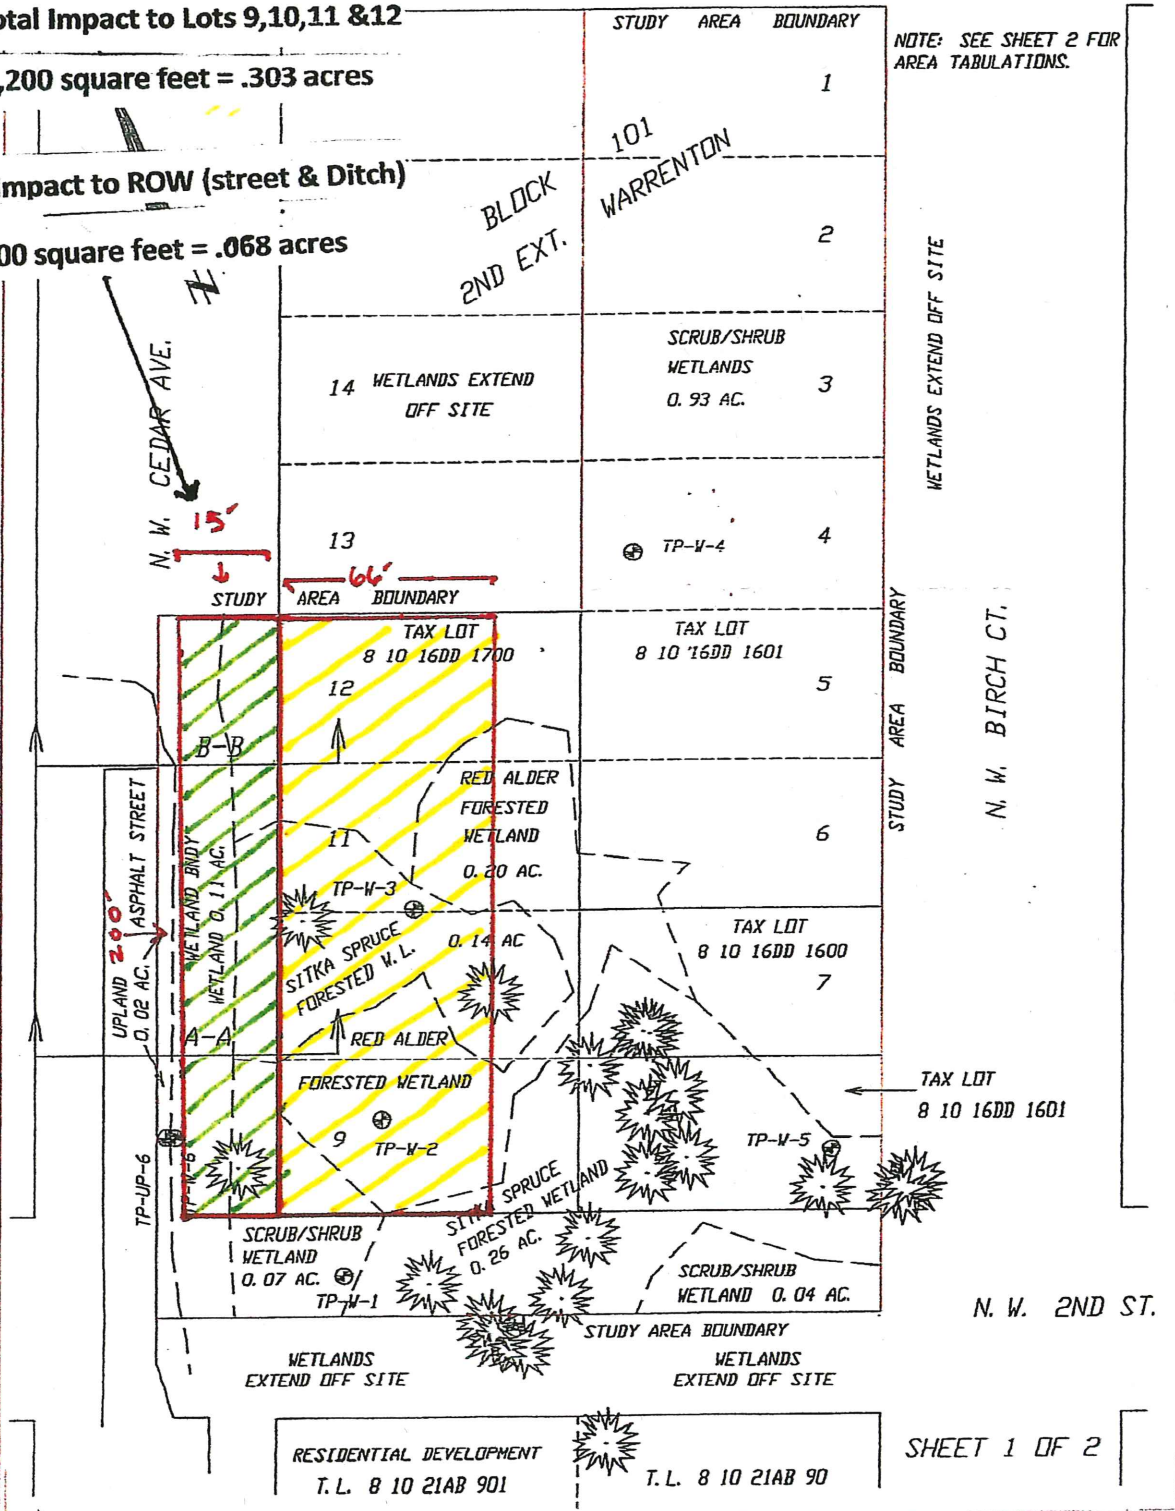 otal Impact to Lots 9,10,11 &12
,200 square feet = .303 acres
impact to ROW (street & Ditch)
00 square feet = .068 acres
STUDY AREA BOUNDARY
NOTE: SEE SHEET 2 FOR
AREA TABULATIONS.
1
BLOCK 101
2ND EXT. WARRENTON
2
N
N. W. CEDAR AVE.
WETLANDS EXTEND OFF SITE
14
WETLANDS EXTEND
OFF SITE
SCRUB/SHRUB
WETLANDS
0.93 AC.
3
13
TP-W-4
4
15'
66'
STUDY AREA BOUNDARY
TAX LOT
8 10 16DD 1700
12
TAX LOT
8 10 16DD 1601
5
STUDY AREA BOUNDARY
N. W. BIRCH CT.
B-B
RED ALDER
FORESTED
WETLAND
0.20 AC.
11
6
TP-W-3
UPLAND
0.02 AC.
200'
ASPHALT STREET
WETLAND BNDY
WETLAND 0.11 AC.
SITKA SPRUCE
FORESTED W.L.
0.14 AC
TAX LOT
8 10 16DD 1600
7
A-A
RED ALDER
FORESTED WETLAND
9
TP-W-2
TAX LOT
8 10 16DD 1601
TP-W-5
TP-UP-6
TP-W-6
SCRUB/SHRUB
WETLAND
0.07 AC.
TP-W-1
SITKA SPRUCE
FORESTED WETLAND
0.26 AC.
SCRUB/SHRUB
WETLAND 0.04 AC.
N. W. 2ND ST.
STUDY AREA BOUNDARY
WETLANDS
EXTEND OFF SITE
WETLANDS
EXTEND OFF SITE
RESIDENTIAL DEVELOPMENT
T.L. 8 10 21AB 901
T.L. 8 10 21AB 90
SHEET 1 OF 2